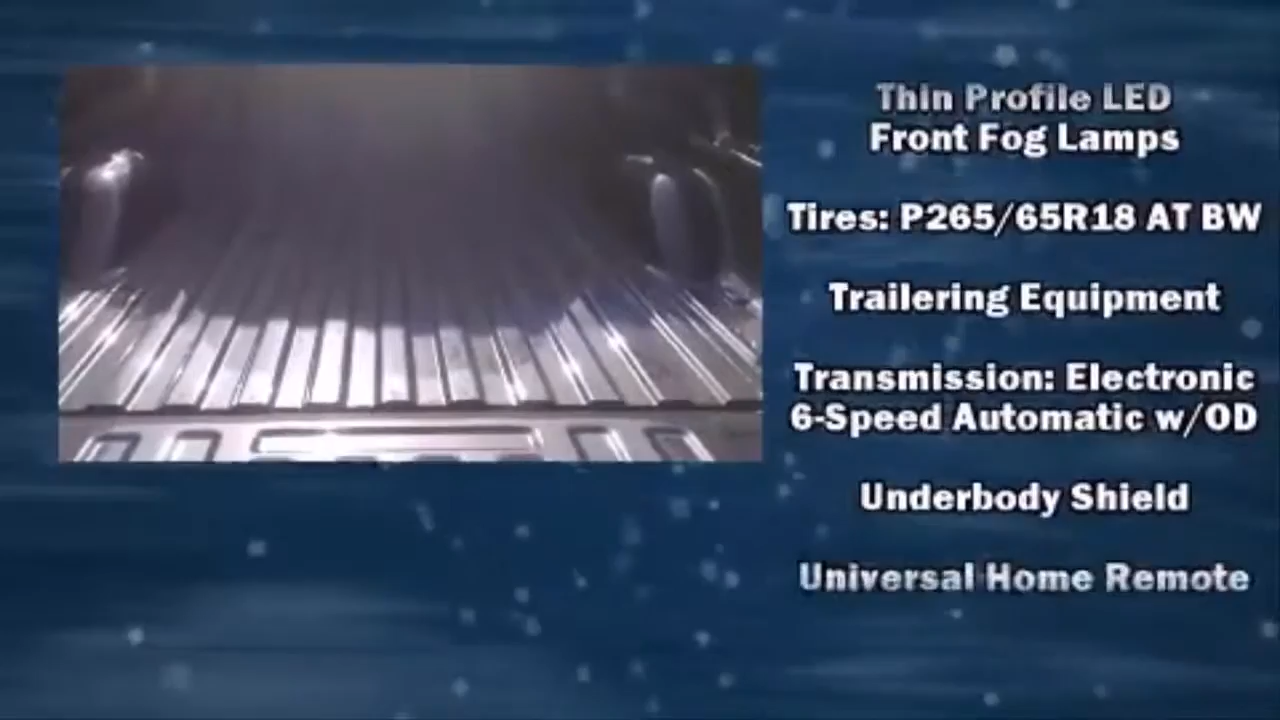 Thin Profile LED
Front Fog Lamps
Tires: P265/65R18 AT BW
Trailering Equipment
Transmission: Electronic
6-Speed Automatic w/OD
Underbody Shield
Universal Home Remote